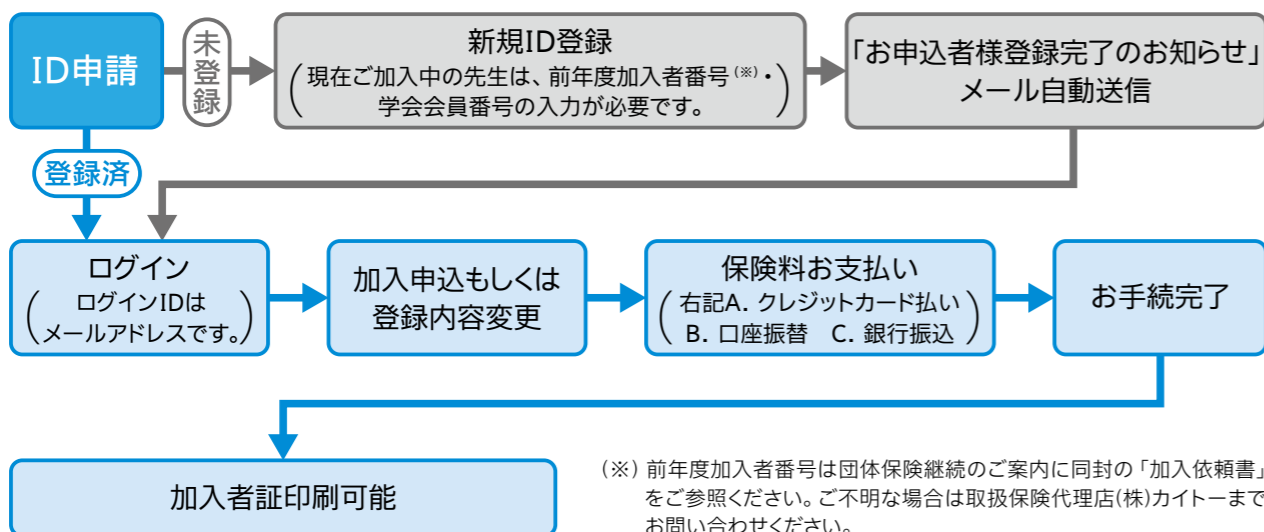 ID申請
未登録
新規ID登録
(現在ご加入中の先生は、前年度加入者番号(※)・
学会会員番号の入力が必要です。)
「お申込者様登録完了のお知らせ」
メール自動送信
登録済
ログイン
(ログインIDは
メールアドレスです。)
加入申込もしくは
登録内容変更
保険料お支払い
(右記A. クレジットカード払い
B. 口座振替 C. 銀行振込)
お手続完了
加入者証印刷可能
(※) 前年度加入者番号は団体保険継続のご案内に同封の「加入依頼書」
をご参照ください。ご不明な場合は取扱保険代理店(株)カイトーまで
お問い合わせください。